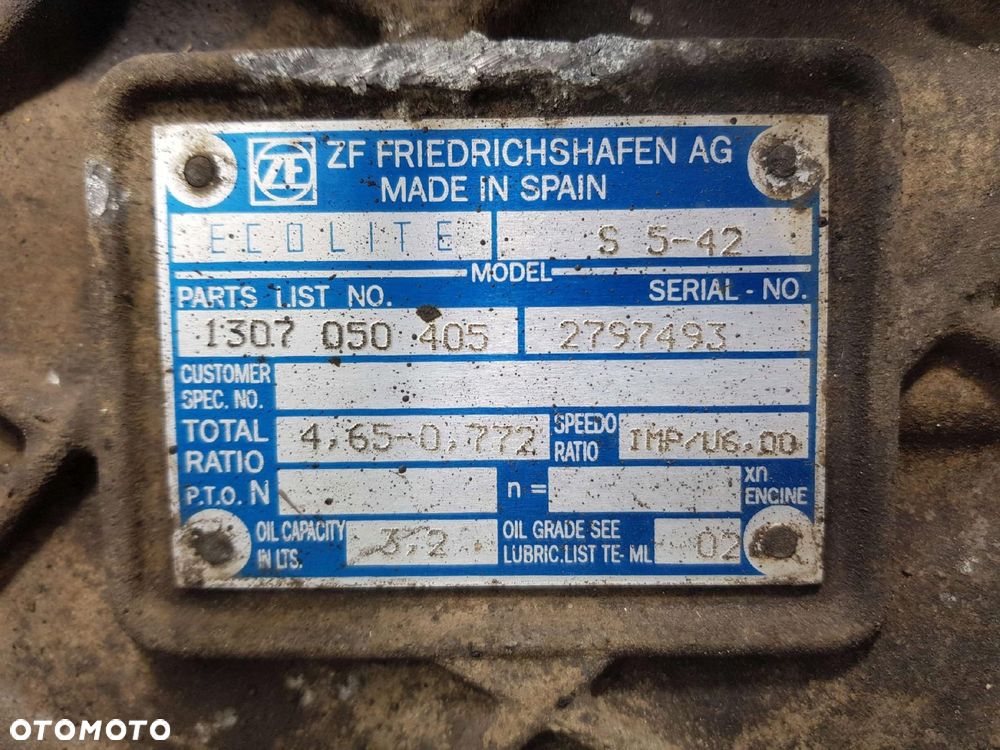 ZF ZF FRIEDRICHSHAFEN AG
MADE IN SPAIN
ECOLITE S 5-42
MODEL
PARTS LIST NO. SERIAL - NO.
1307 050 405 2797493
CUSTOMER
SPEC. NO.
TOTAL RATIO 4,65-0,772 SPEEDO RATIO IMP/U6,00
P.T.O. N n = xn ENGINE
OIL CAPACITY IN LTS. 3,2 OIL GRADE SEE LUBRIC.LIST TE- ML 02
OTOMOTO